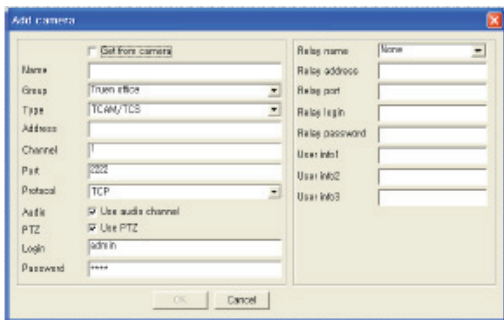 Add camera
Get from camera
Name
Group Truen office
Type TCAM/TCS
Address
Channel 1
Port 2222
Protocol TCP
Audio Use audio channel
PTZ Use PTZ
Login admin
Password ****
Relay name None
Relay address
Relay port
Relay login
Relay password
User info1
User info2
User info3
OK Cancel